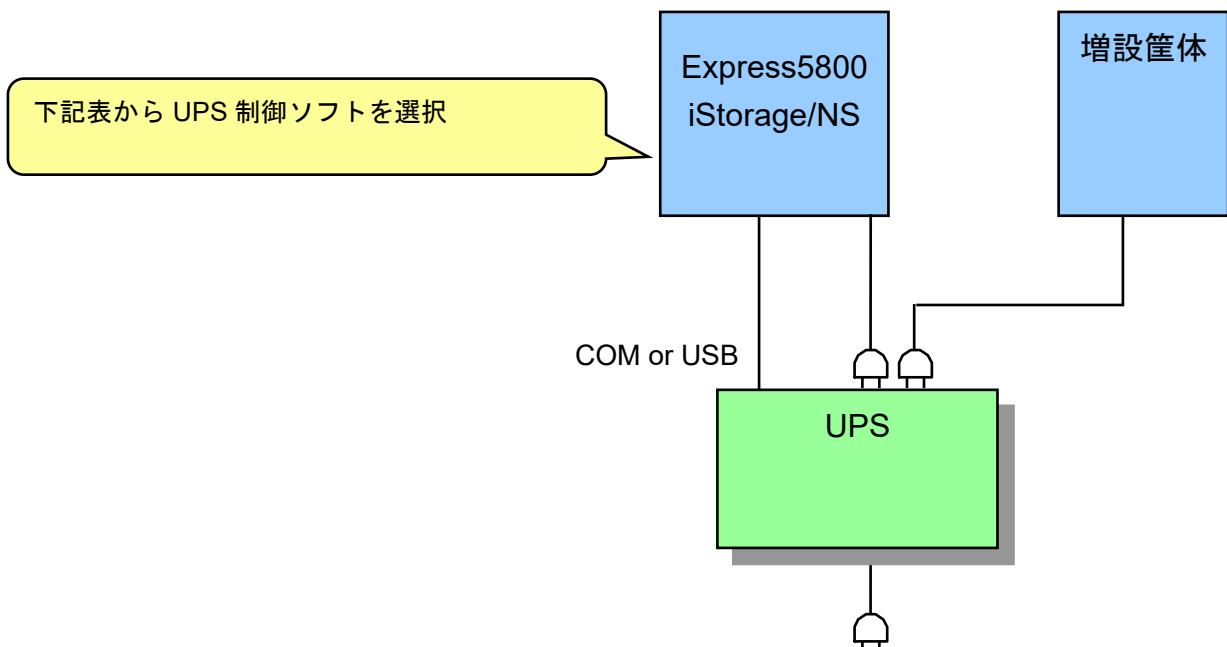 Express5800
iStorage/NS
増設筐体
下記表から UPS 制御ソフトを選択
COM or USB
UPS